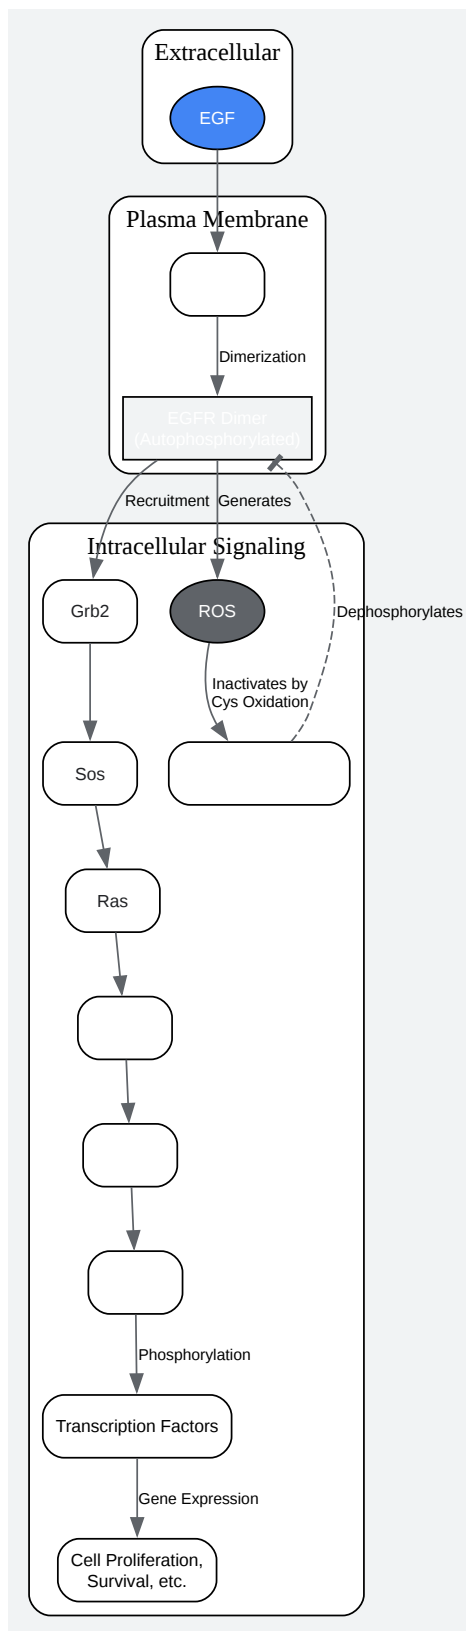 Extracellular
EGF
Plasma Membrane
Dimerization
EGFR Dimer
(Autophosphorylated)
Recruitment
Generates
Intracellular Signaling
Grb2
ROS
Dephosphorylates
Inactivates by
Cys Oxidation
Sos
Ras
Phosphorylation
Transcription Factors
Gene Expression
Cell Proliferation,
Survival, etc.